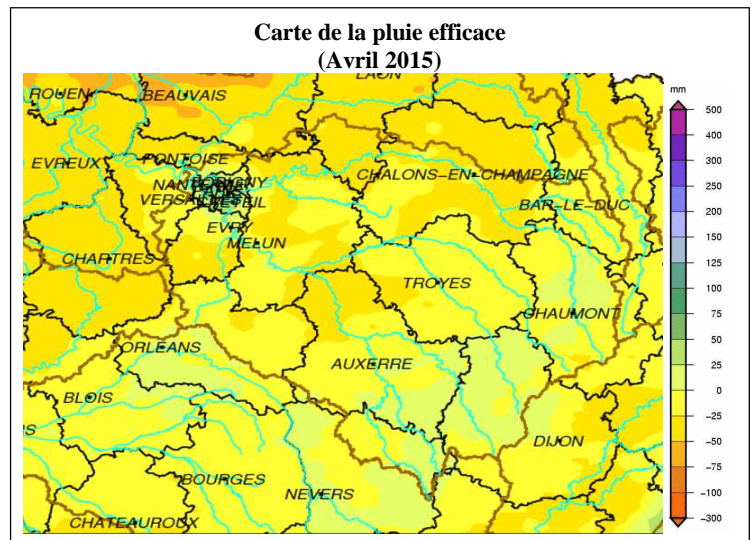 Carte de la pluie efficace
(Avril 2015)
LAON
ROUEN
BEAUVAIS
mm
500
400
300
200
150
125
100
75
50
25
0
−25
−50
−75
−100
−300
EVREUX
PONTOISE
CHALONS−EN−CHAMPAGNE
BAR−LE−DUC
EVRY
MELUN
CHARTRES
TROYES
CHAUMONT
ORLEANS
AUXERRE
BLOIS
DIJON
BOURGES
NEVERS
CHATEAUROUX